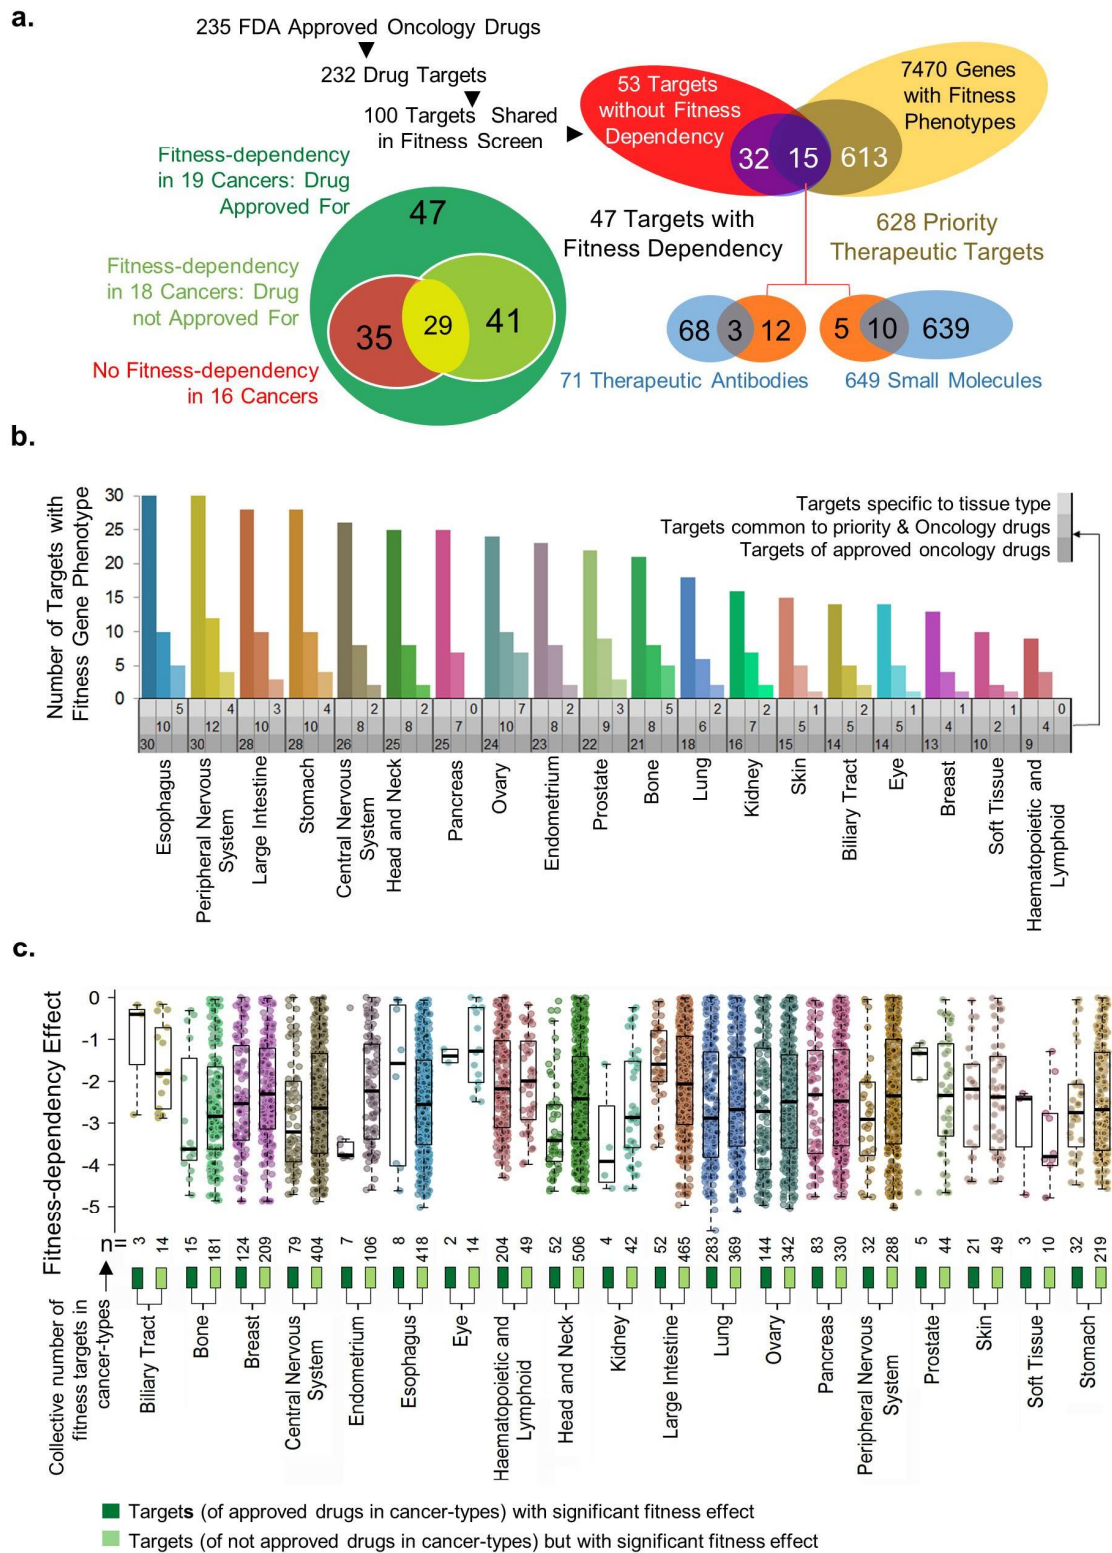 a.
235 FDA Approved Oncology Drugs
232 Drug Targets
100 Targets Shared
in Fitness Screen
53 Targets
without Fitness
Dependency
7470 Genes
with Fitness
Phenotypes
32 15 613
47 Targets with
Fitness Dependency
628 Priority
Therapeutic Targets
Fitness-dependency
in 19 Cancers: Drug
Approved For
47
Fitness-dependency
in 18 Cancers: Drug
not Approved For
35 29 41
No Fitness-dependency
in 16 Cancers
68 3 12
5 10 639
71 Therapeutic Antibodies
649 Small Molecules
b.
Number of Targets with
Fitness Gene Phenotype
30
25
20
15
10
5
0
Targets specific to tissue type
Targets common to priority & Oncology drugs
Targets of approved oncology drugs
5 4 3 4 2 2 0 7 2 3 5 2 2 1 2 1 1 1 0
10 12 10 10 8 8 7 10 8 9 8 6 7 5 5 5 4 2 4
30 30 28 28 26 25 25 24 23 22 21 18 16 15 14 14 13 10 9
Esophagus
Peripheral Nervous
System
Large Intestine
Stomach
Central Nervous
System
Head and Neck
Pancreas
Ovary
Endometrium
Prostate
Bone
Lung
Kidney
Skin
Biliary Tract
Eye
Breast
Soft Tissue
Haematopoietic and
Lymphoid
c.
Fitness-dependency Effect
0
-1
-2
-3
-4
-5
n= 3 14 15 181 124 209 79 404 7 106 8 418 2 14 204 49 52 506 4 42 52 465 283 369 144 342 83 330 32 288 5 44 21 49 3 10 32 219
Collective number of
fitness targets in
cancer-types
Biliary Tract
Bone
Breast
Central Nervous
System
Endometrium
Esophagus
Eye
Haematopoietic and
Lymphoid
Head and Neck
Kidney
Large Intestine
Lung
Ovary
Pancreas
Peripheral Nervous
System
Prostate
Skin
Soft Tissue
Stomach
Targets (of approved drugs in cancer-types) with significant fitness effect
Targets (of not approved drugs in cancer-types) but with significant fitness effect